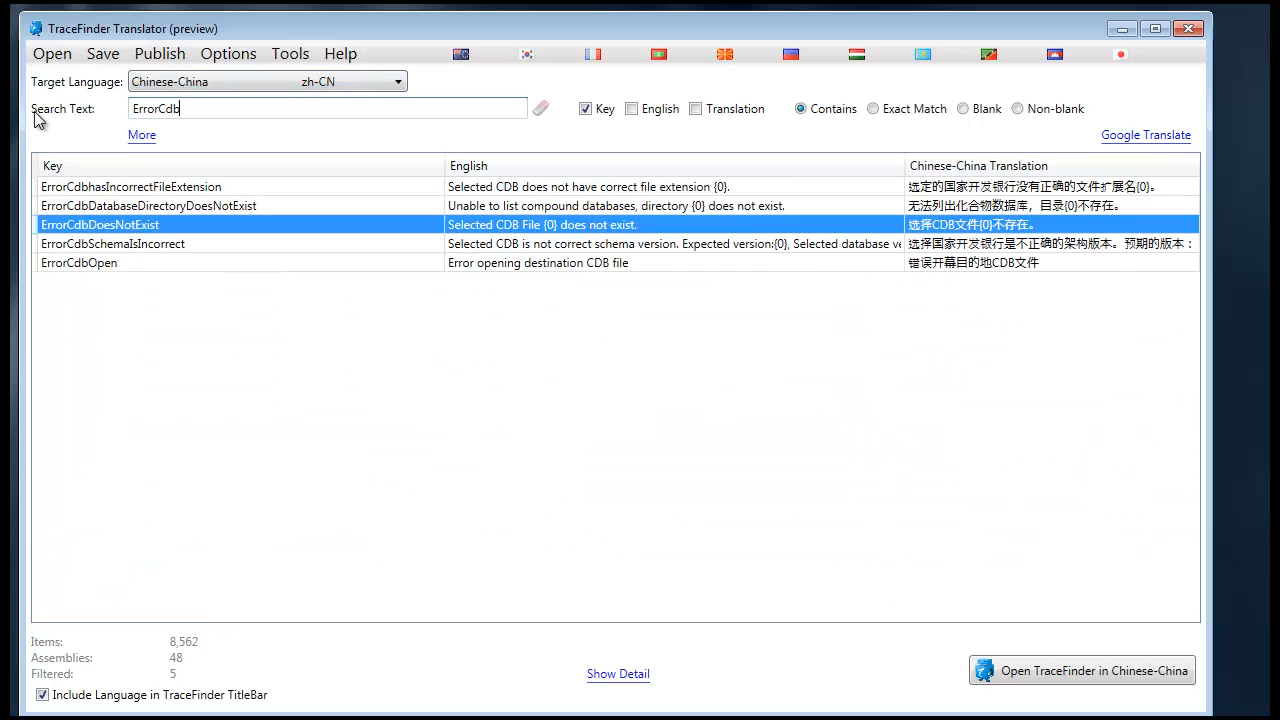 TraceFinder Translator (preview)
Open Save Publish Options Tools Help
Target Language: Chinese-China zh-CN
Search Text: ErrorCdb Key English Translation Contains Exact Match Blank Non-blank
More Google Translate
Key English Chinese-China Translation
ErrorCdbhasIncorrectFileExtension Selected CDB does not have correct file extension {0}. 选定的国家开发银行没有正确的文件扩展名{0}。
ErrorCdbDatabaseDirectoryDoesNotExist Unable to list compound databases, directory {0} does not exist. 无法列出化合物数据库，目录{0}不存在。
ErrorCdbDoesNotExist Selected CDB File {0} does not exist. 选择CDB文件{0}不存在。
ErrorCdbSchemaIsIncorrect Selected CDB is not correct schema version. Expected version:{0}, Selected database ve 选择国家开发银行是不正确的架构版本。预期的版本：
ErrorCdbOpen Error opening destination CDB file 错误开幕目的地CDB文件
Items: 8,562
Assemblies: 48
Filtered: 5
Show Detail
Open TraceFinder in Chinese-China
Include Language in TraceFinder TitleBar